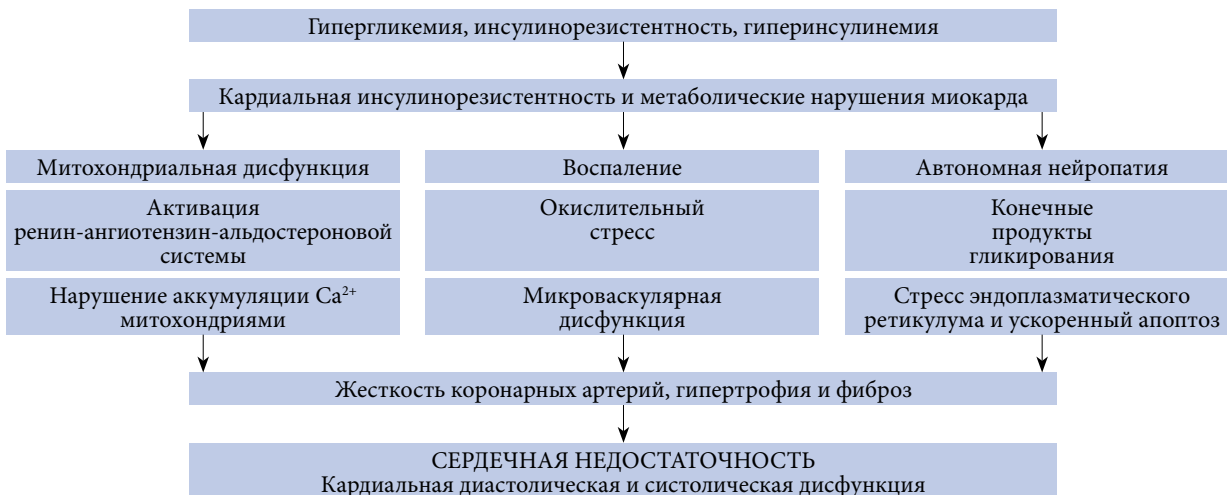 Гипергликемия, инсулинорезистентность, гиперинсулинемия
Кардиальная инсулинорезистентность и метаболические нарушения миокарда
Митохондриальная дисфункция
Воспаление
Автономная нейропатия
Активация
ренин-ангиотензин-альдостероновой
системы
Окислительный
стресс
Конечные
продукты
гликирования
Нарушение аккумуляции Ca²⁺
митохондриями
Микроваскулярная
дисфункция
Стресс эндоплазматического
ретикулума и ускоренный апоптоз
Жесткость коронарных артерий, гипертрофия и фиброз
СЕРДЕЧНАЯ НЕДОСТАТОЧНОСТЬ
Кардиальная диастолическая и систолическая дисфункция